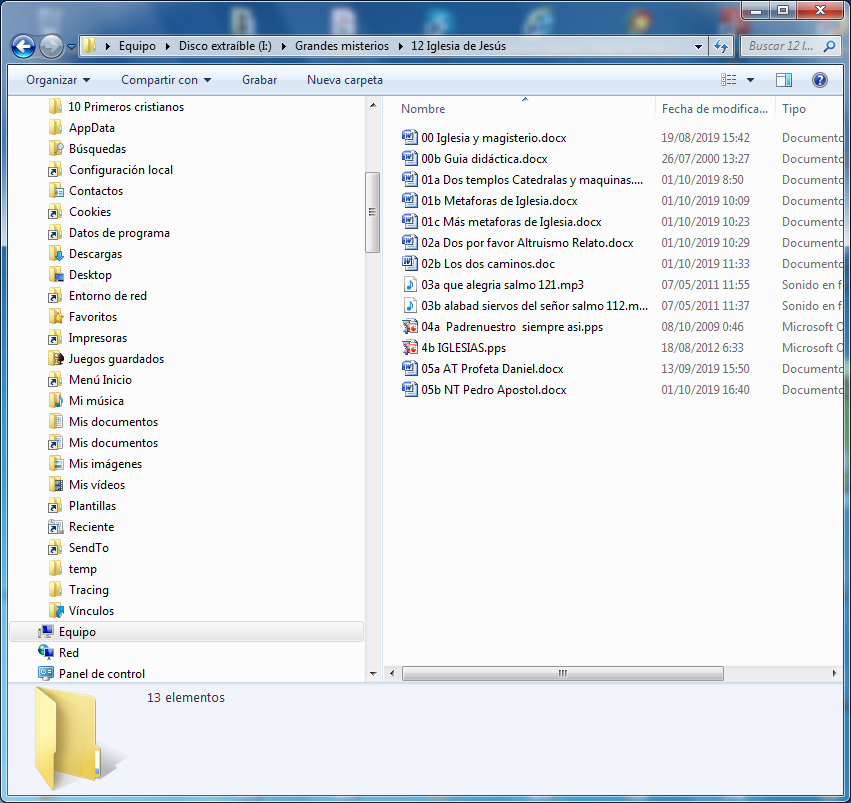 Equipo Disco extraíble (I:) Grandes misterios 12 Iglesia de Jesús Buscar 12 I...
Organizar Compartir con Grabar Nueva carpeta
10 Primeros cristianos
AppData
Búsquedas
Configuración local
Contactos
Cookies
Datos de programa
Descargas
Desktop
Entorno de red
Favoritos
Impresoras
Juegos guardados
Menú Inicio
Mi música
Mis documentos
Mis documentos
Mis imágenes
Mis vídeos
Plantillas
Reciente
SendTo
temp
Tracing
Vínculos
Equipo
Red
Panel de control
Nombre Fecha de modifica... Tipo
00 Iglesia y magisterio.docx 19/08/2019 15:42 Documento
00b Guia didáctica.docx 26/07/2000 13:27 Documento
01a Dos templos Catedralas y maquinas.... 01/10/2019 8:50 Documento
01b Metaforas de Iglesia.docx 01/10/2019 10:09 Documento
01c Más metaforas de Iglesia.docx 01/10/2019 10:23 Documento
02a Dos por favor Altruismo Relato.docx 01/10/2019 10:29 Documento
02b Los dos caminos.doc 01/10/2019 11:33 Documento
03a que alegria salmo 121.mp3 07/05/2011 11:55 Sonido en f
03b alabad siervos del señor salmo 112.m... 07/05/2011 11:37 Sonido en f
04a Padrenuestro siempre asi.pps 08/10/2009 0:46 Microsoft O
4b IGLESIAS.pps 18/08/2012 6:33 Microsoft O
05a AT Profeta Daniel.docx 13/09/2019 15:50 Documento
05b NT Pedro Apostol.docx 01/10/2019 16:40 Documento
13 elementos